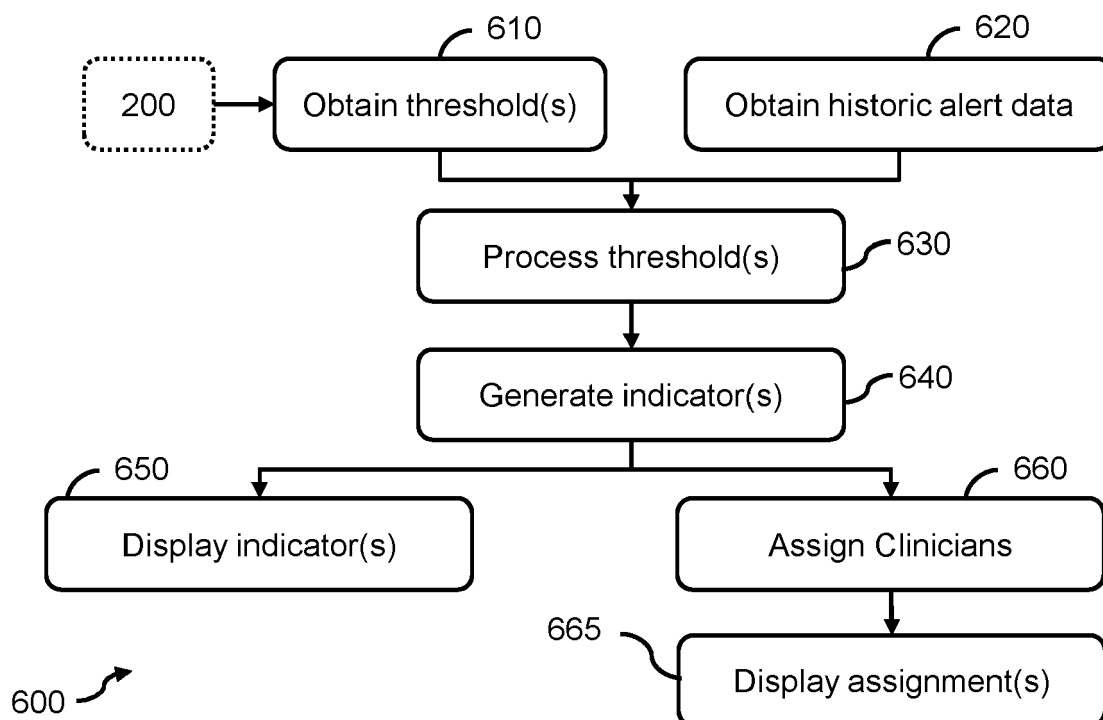 610
620
200
Obtain threshold(s)
Obtain historic alert data
Process threshold(s)
630
Generate indicator(s)
640
650
660
Display indicator(s)
Assign Clinicians
665
Display assignment(s)
600